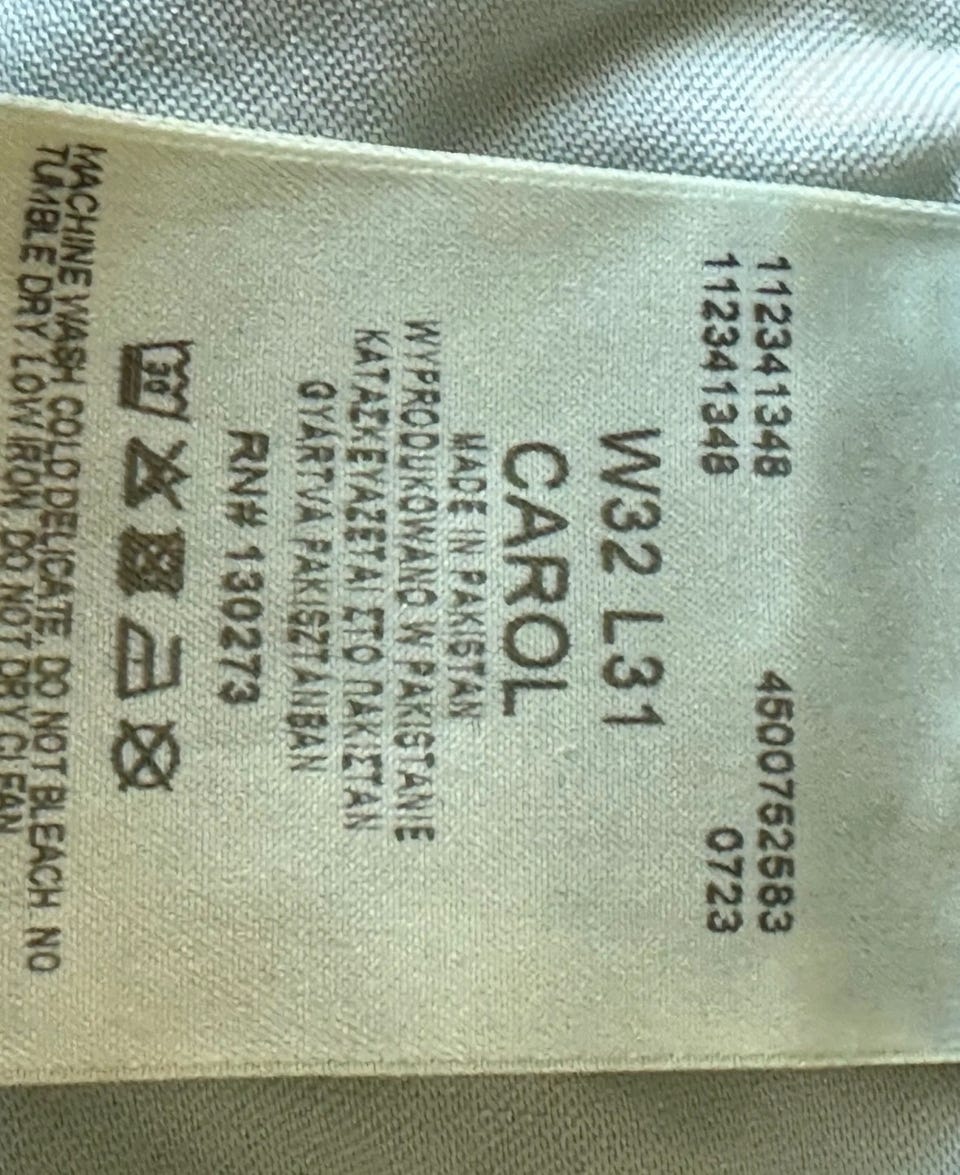 112341348 4500752583
112341348 0723
W32 L31
CAROL
MADE IN PAKISTAN
WYPRODUKOWANO W PAKISTANIE
ΚΑΤΑΣΚΕΥΑΖΕΤΑΙ ΣΤΟ ΠΑΚΙΣΤΑΝ
GYÁRTVA PAKISZTÁNBAN
RN# 130273
30
MACHINE WASH COLD DELICATE. DO NOT BLEACH. NO
TUMBLE DRY. LOW IRON. DO NOT DRY CLEAN